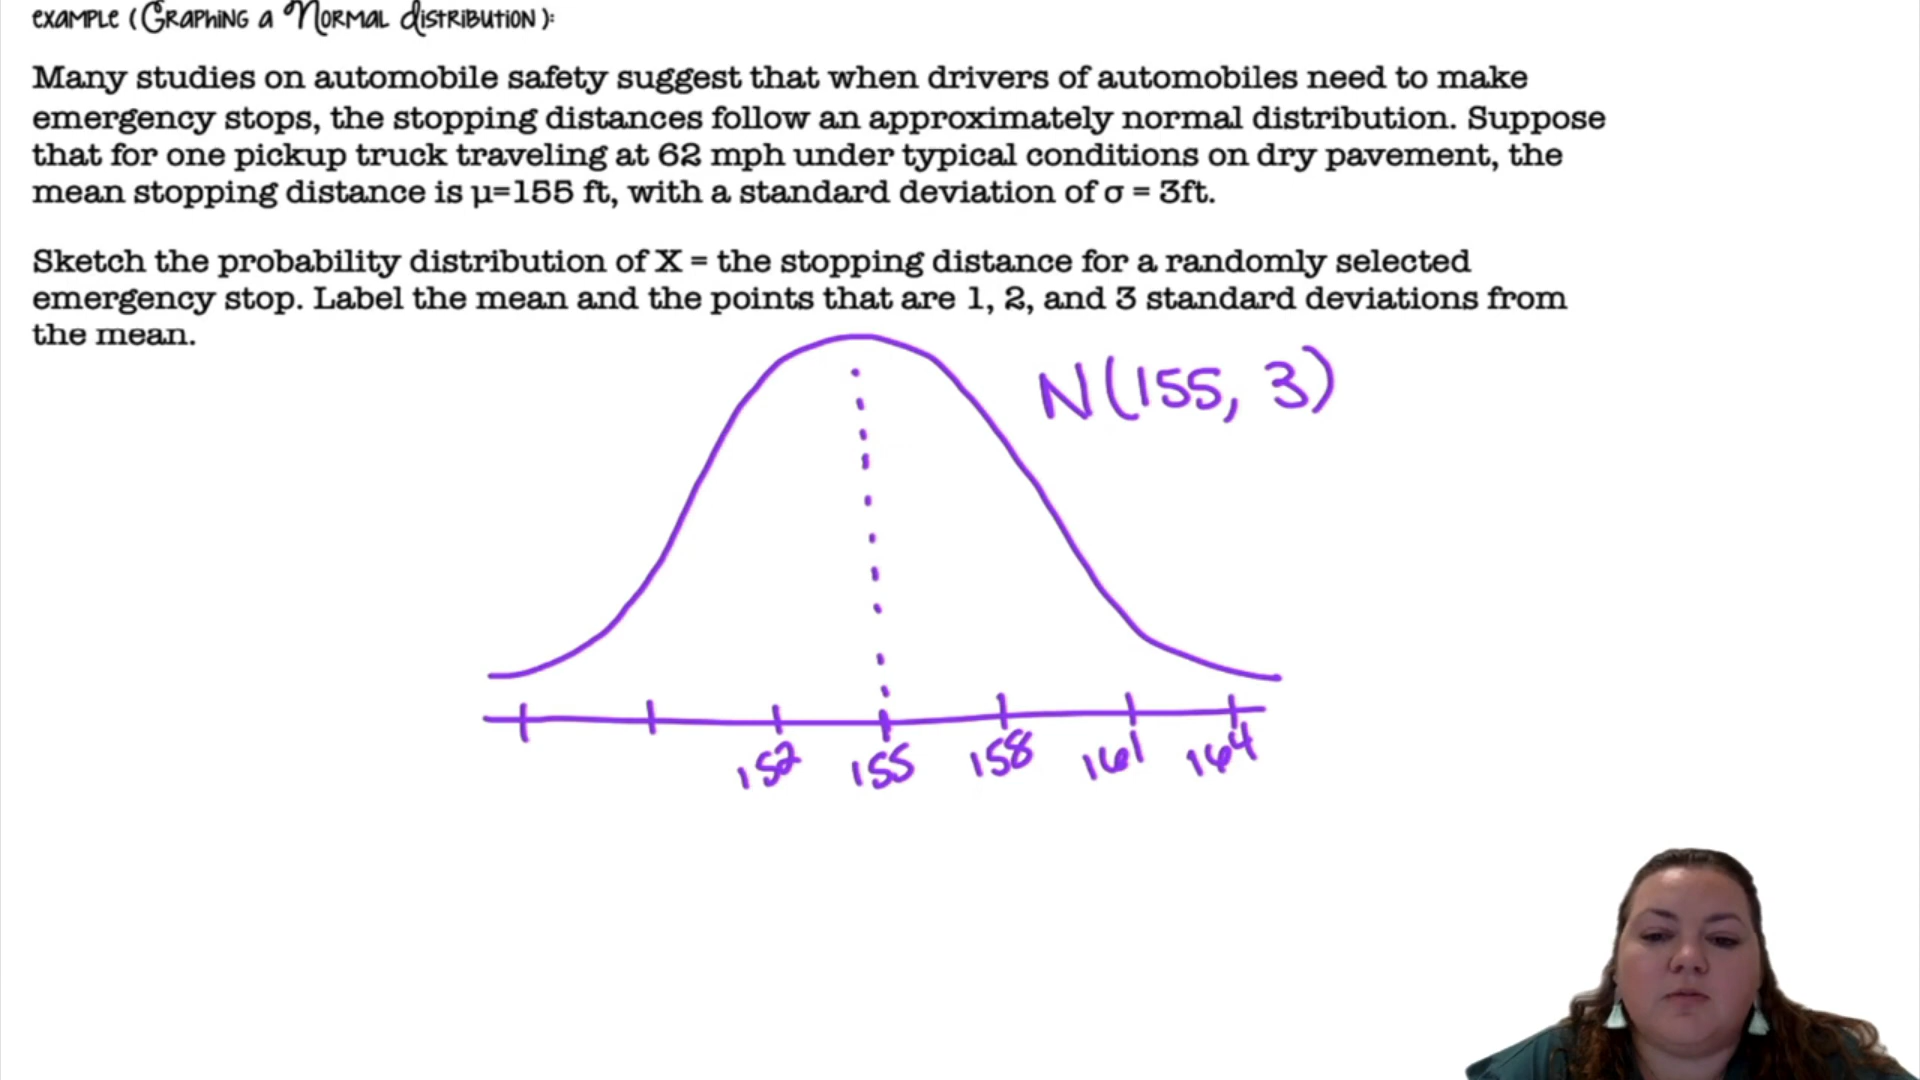 Example (Graphing a Normal Distribution):
Many studies on automobile safety suggest that when drivers of automobiles need to make
emergency stops, the stopping distances follow an approximately normal distribution. Suppose
that for one pickup truck traveling at 62 mph under typical conditions on dry pavement, the
mean stopping distance is µ=155 ft, with a standard deviation of σ = 3ft.
Sketch the probability distribution of X = the stopping distance for a randomly selected
emergency stop. Label the mean and the points that are 1, 2, and 3 standard deviations from
the mean.
N(155, 3)
152 155 158 161 164